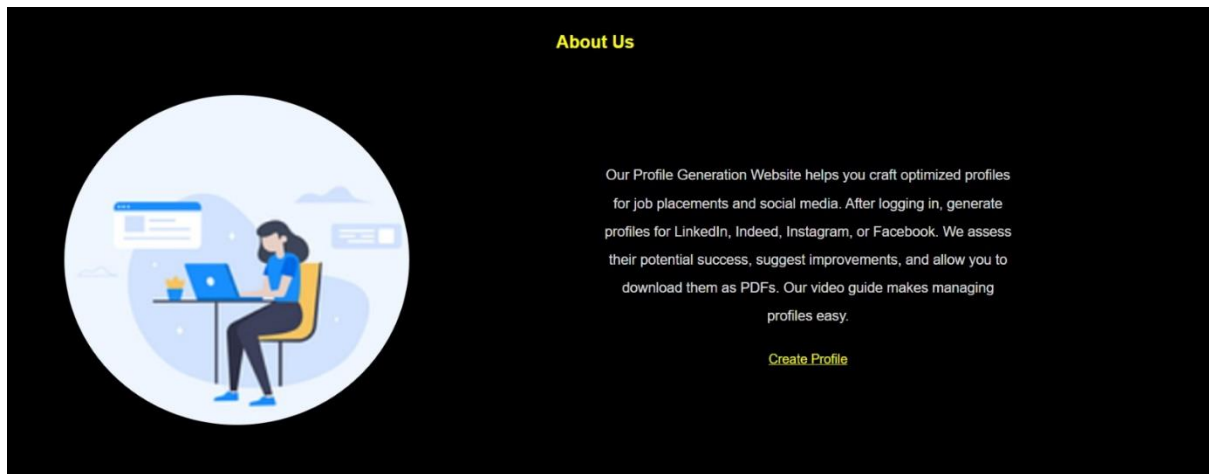 About Us
Our Profile Generation Website helps you craft optimized profiles
for job placements and social media. After logging in, generate
profiles for LinkedIn, Indeed, Instagram, or Facebook. We assess
their potential success, suggest improvements, and allow you to
download them as PDFs. Our video guide makes managing
profiles easy.
Create Profile